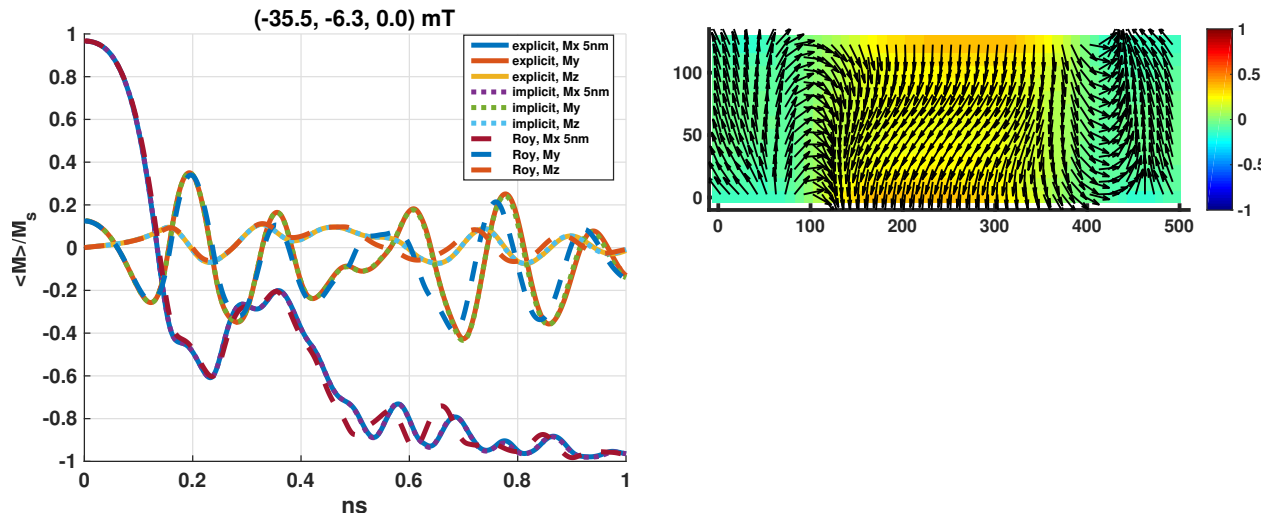 (-35.5, -6.3, 0.0) mT
1
0.8
0.6
0.4
0.2
0
-0.2
-0.4
-0.6
-0.8
-1
<M>/M_s
0 0.2 0.4 0.6 0.8 1
ns
explicit, Mx 5nm
explicit, My
explicit, Mz
implicit, Mx 5nm
implicit, My
implicit, Mz
Roy, Mx 5nm
Roy, My
Roy, Mz
100
50
0
0 100 200 300 400 500
1
0.5
0
-0.5
-1